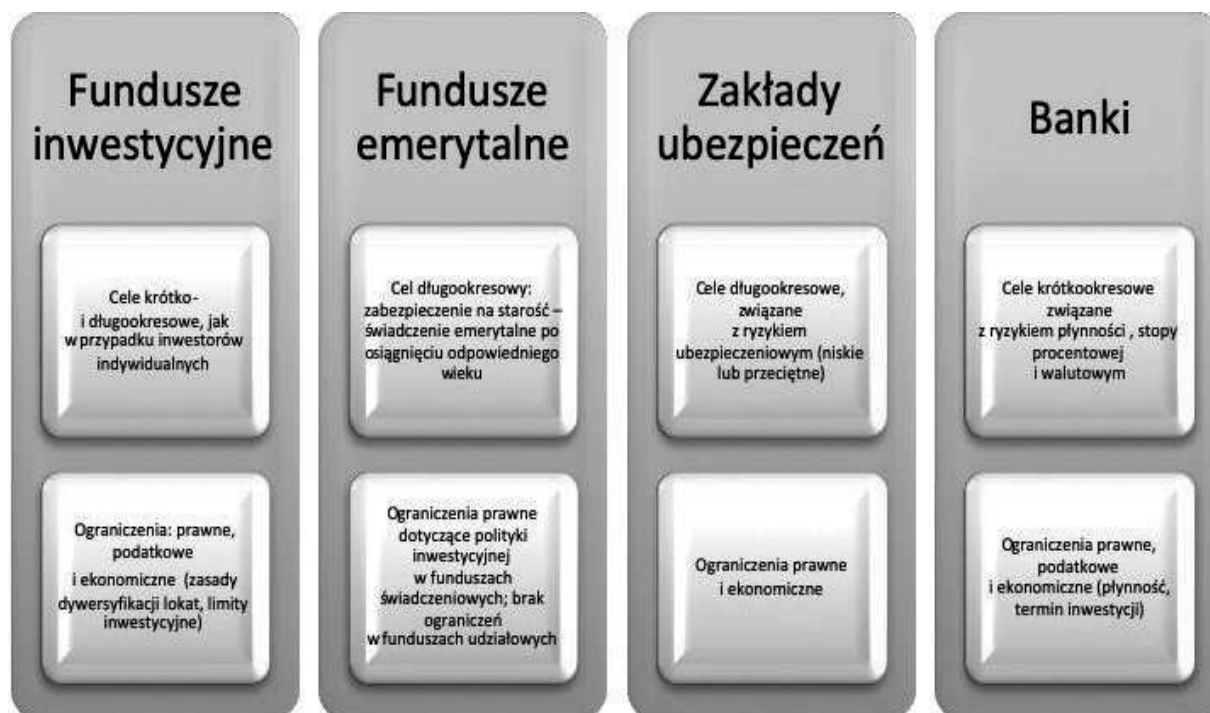 Fundusze
inwestycyjne
Cele krótko-
i długookresowe, jak
w przypadku inwestorów
indywidualnych
Ograniczenia: prawne,
podatkowe
i ekonomiczne (zasady
dywersyfikacji lokat, limity
inwestycyjne)
Fundusze
emerytalne
Cel długookresowy:
zabezpieczenie na starość –
świadczenie emerytalne po
osiągnięciu odpowiedniego
wieku
Ograniczenia prawne
dotyczące polityki
inwestycyjnej
w funduszach
świadczeniowych; brak
ograniczeń
w funduszach udziałowych
Zakłady
ubezpieczeń
Cele długookresowe,
związane
z ryzykiem
ubezpieczeniowym (niskie
lub przeciętne)
Ograniczenia prawne
i ekonomiczne
Banki
Cele krótkookresowe
związane
z ryzykiem płynności , stopy
procentowej
i walutowym
Ograniczenia prawne,
podatkowe
i ekonomiczne (płynność,
termin inwestycji)